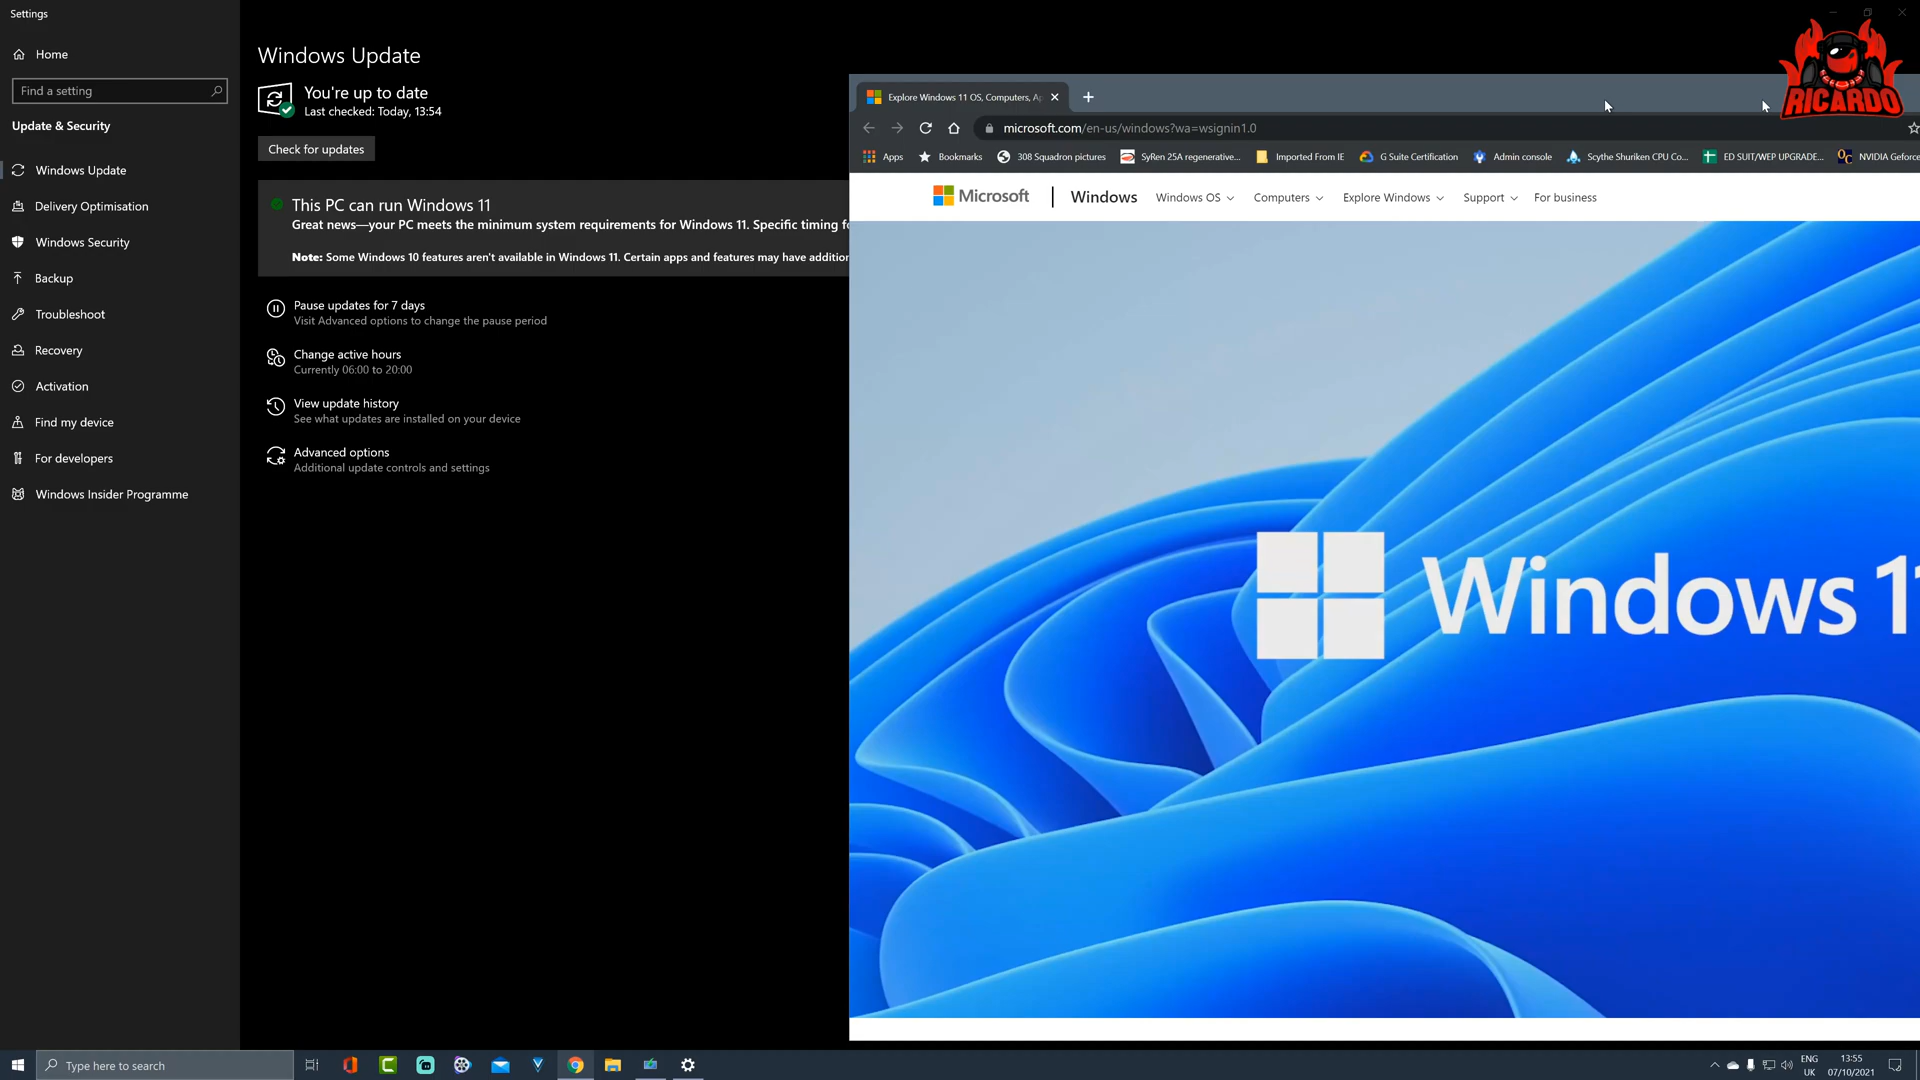 Settings
Home
Find a setting
Update & Security
Windows Update
Delivery Optimisation
Windows Security
Backup
Troubleshoot
Recovery
Activation
Find my device
For developers
Windows Insider Programme
Windows Update
You're up to date
Last checked: Today, 13:54
Check for updates
This PC can run Windows 11
Great news—your PC meets the minimum system requirements for Windows 11. Specific timing fo
Note: Some Windows 10 features aren't available in Windows 11. Certain apps and features may have addition
Pause updates for 7 days
Visit Advanced options to change the pause period
Change active hours
Currently 06:00 to 20:00
View update history
See what updates are installed on your device
Advanced options
Additional update controls and settings
RICARDO
Explore Windows 11 OS, Computers, Ap
microsoft.com/en-us/windows?wa=wsignin1.0
Apps Bookmarks 308 Squadron pictures SyRen 25A regenerative... Imported From IE G Suite Certification Admin console Scythe Shuriken CPU Co... ED SUIT/WEP UPGRADE... NVIDIA Geforce
Microsoft Windows Windows OS Computers Explore Windows Support For business
Windows 11
Type here to search
ENG
UK
13:55
07/10/2021